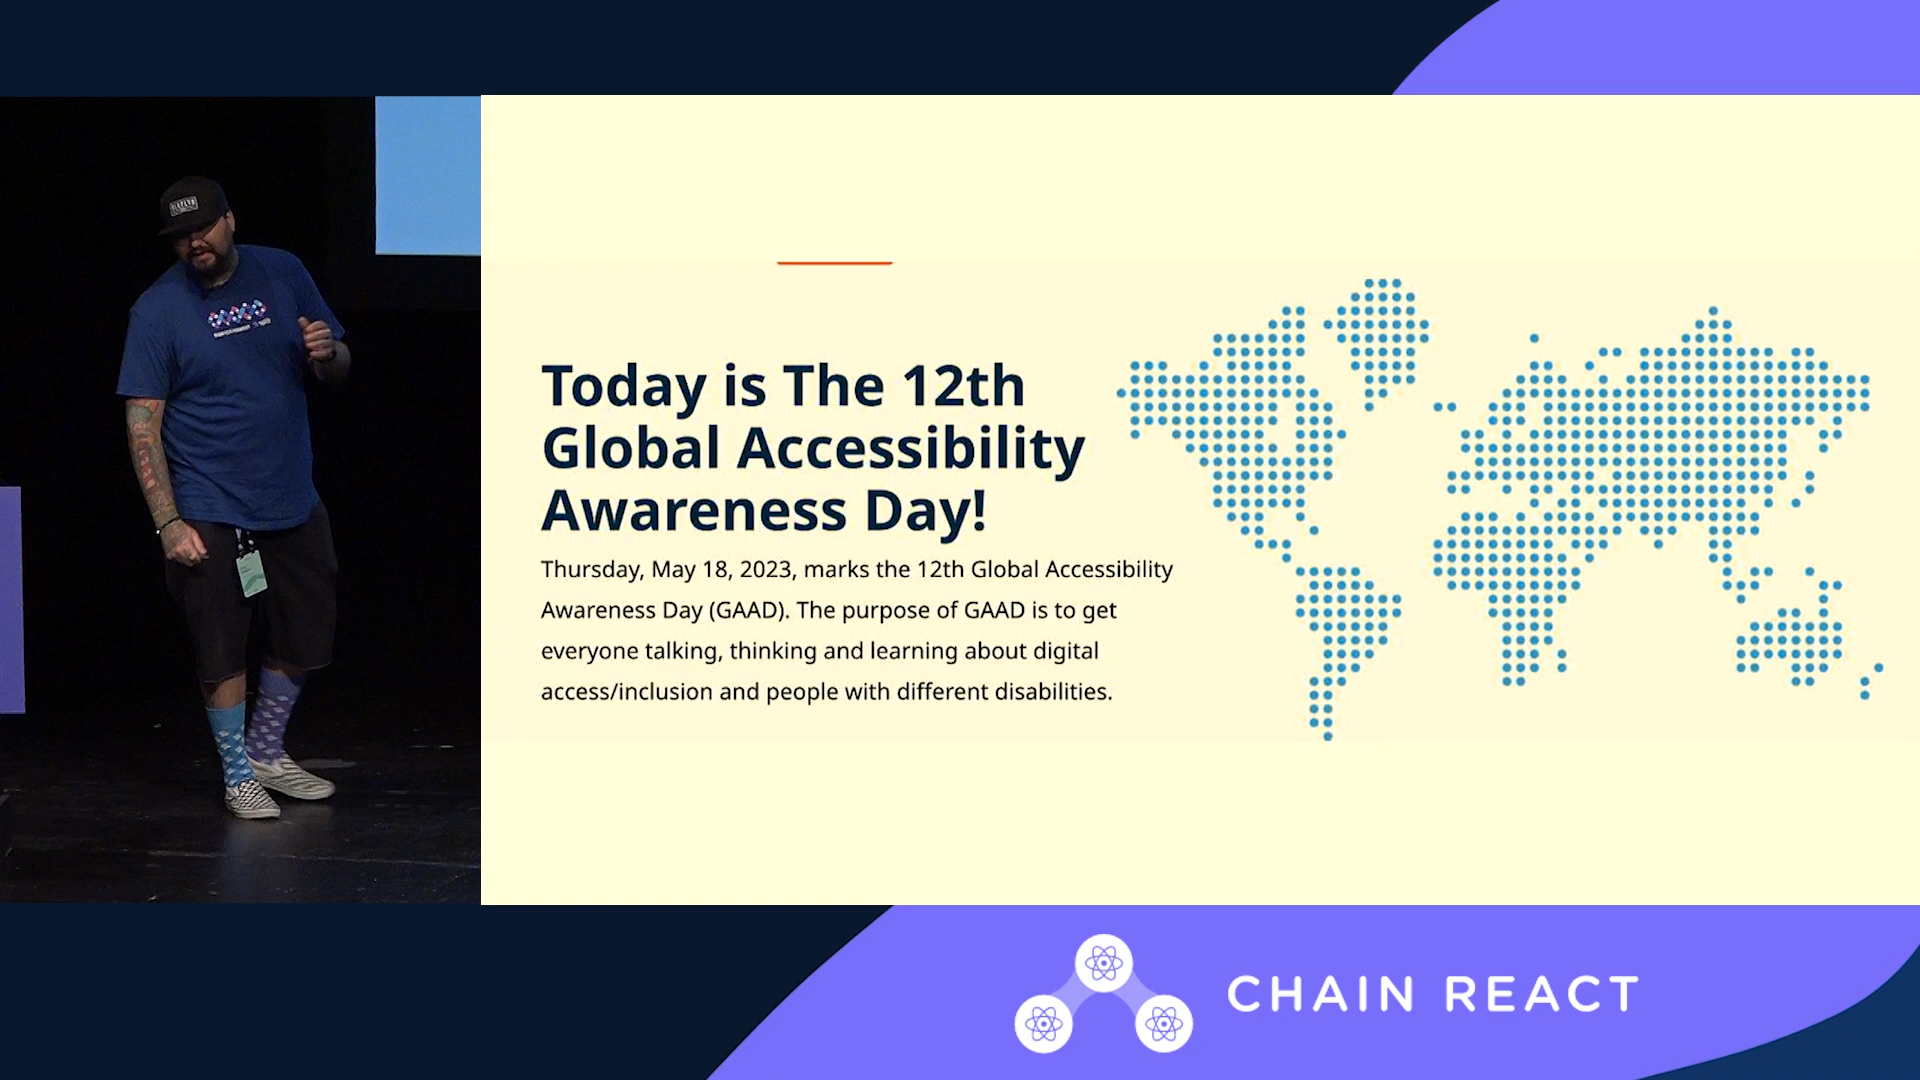 Today is The 12th
Global Accessibility
Awareness Day!
Thursday, May 18, 2023, marks the 12th Global Accessibility
Awareness Day (GAAD). The purpose of GAAD is to get
everyone talking, thinking and learning about digital
access/inclusion and people with different disabilities.
CHAIN REACT